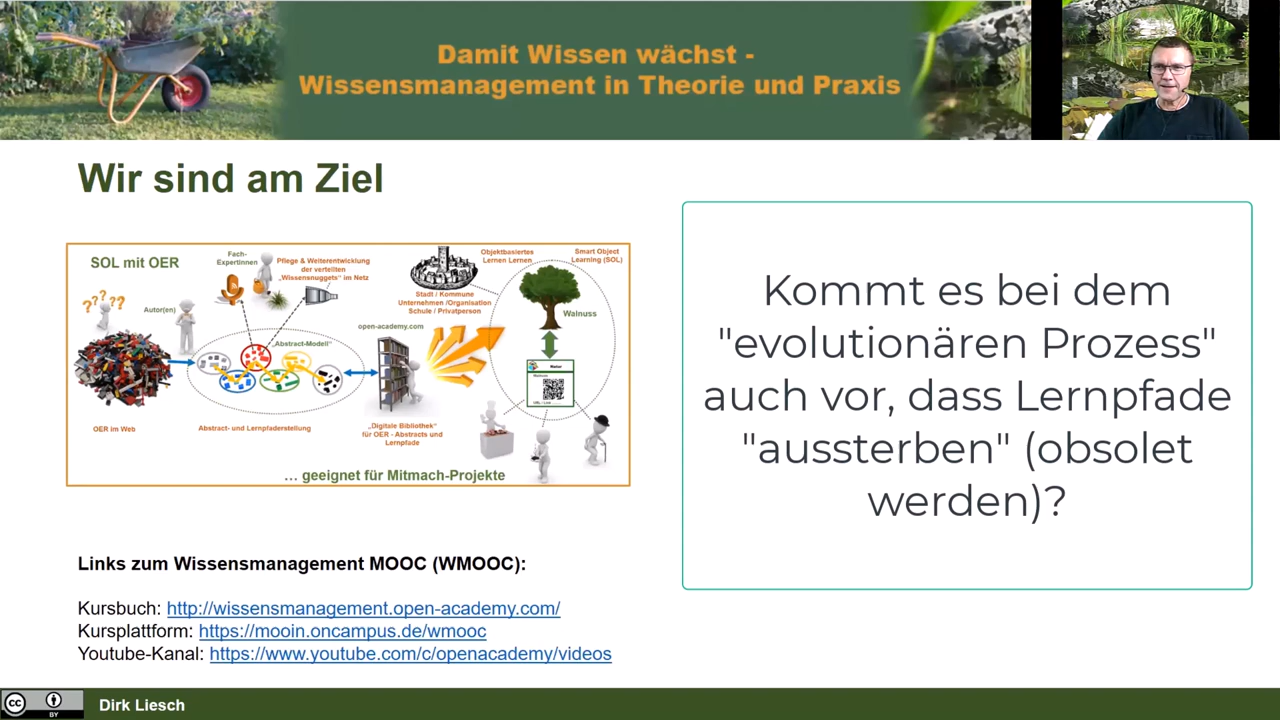 Damit Wissen wächst -
Wissensmanagement in Theorie und Praxis
Wir sind am Ziel
SOL mit OER
????
Autor(en)
OER im Web
Fach-
Expertinnen
Pflege & Weiterentwicklung
der verteilten
„Wissensnuggets“ im Netz
„Abstract-Modell“
Abstract- und Lernpfaderstellung
open-academy.com
„Digitale Bibliothek“
für OER - Abstracts und
Lernpfade
Stadt / Kommune
Unternehmen /Organisation
Schule / Privatperson
Objektbasiertes
Lernen Lernen
Smart Object
Learning (SOL)
Walnuss
Natur
… geeignet für Mitmach-Projekte
Kommt es bei dem
"evolutionären Prozess"
auch vor, dass Lernpfade
"aussterben" (obsolet
werden)?
Links zum Wissensmanagement MOOC (WMOOC):
Kursbuch: http://wissensmanagement.open-academy.com/
Kursplattform: https://mooin.oncampus.de/wmooc
Youtube-Kanal: https://www.youtube.com/c/openacademy/videos
cc
BY
Dirk Liesch